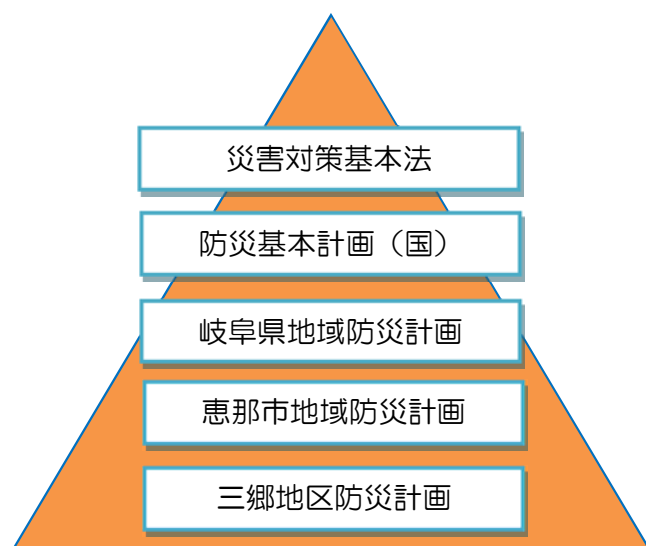 災害対策基本法
防災基本計画（国）
岐阜県地域防災計画
恵那市地域防災計画
三郷地区防災計画